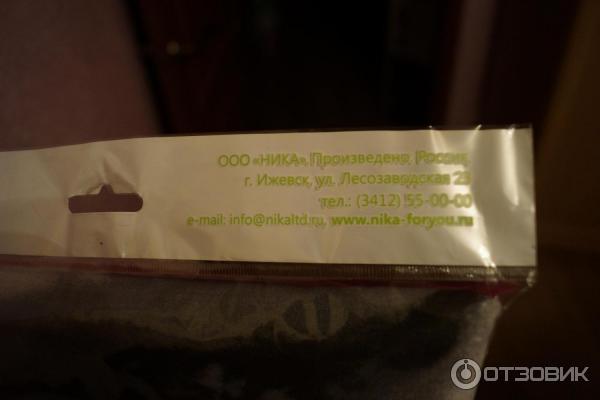 ООО «НИКА». Произведено Россия,
г. Ижевск, ул. Лесозаводская 23
тел.: (3412) 55-00-00
e-mail: info@nikaltd.ru, www.nika-foryou.ru
ОТЗОВИК